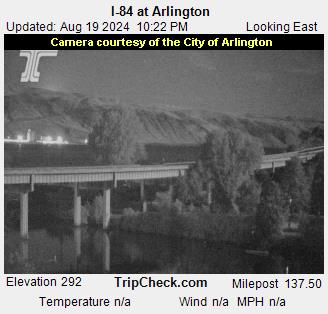 I-84 at Arlington
Updated: Aug 19 2024 10:22 PM Looking East
Camera courtesy of the City of Arlington
Elevation 292 TripCheck.com Milepost 137.50
Temperature n/a Wind n/a MPH n/a